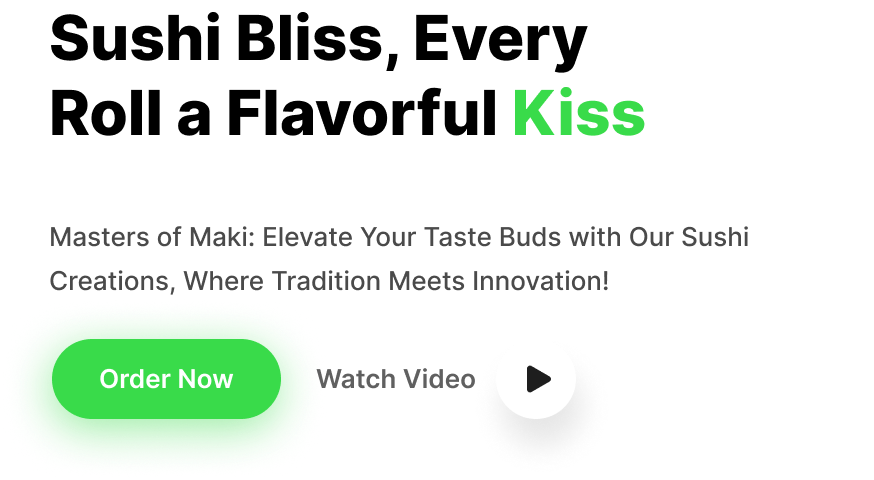 Sushi Bliss, Every
Roll a Flavorful Kiss
Masters of Maki: Elevate Your Taste Buds with Our Sushi
Creations, Where Tradition Meets Innovation!
Order Now
Watch Video